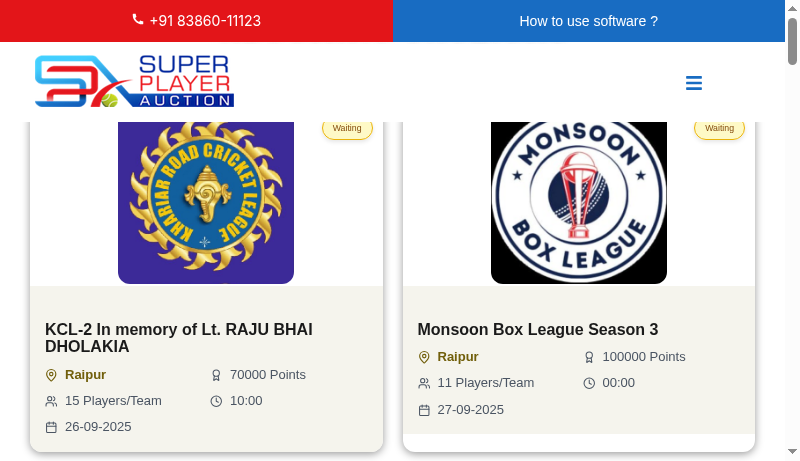 +91 83860-11123
How to use software ?
SUPER
PLAYER
AUCTION
Waiting
KHARIAR ROAD CRICKET LEAGUE
KCL-2 In memory of Lt. RAJU BHAI
DHOLAKIA
Raipur
70000 Points
15 Players/Team
10:00
26-09-2025
Waiting
MONSOON
BOX LEAGUE
Monsoon Box League Season 3
Raipur
100000 Points
11 Players/Team
00:00
27-09-2025